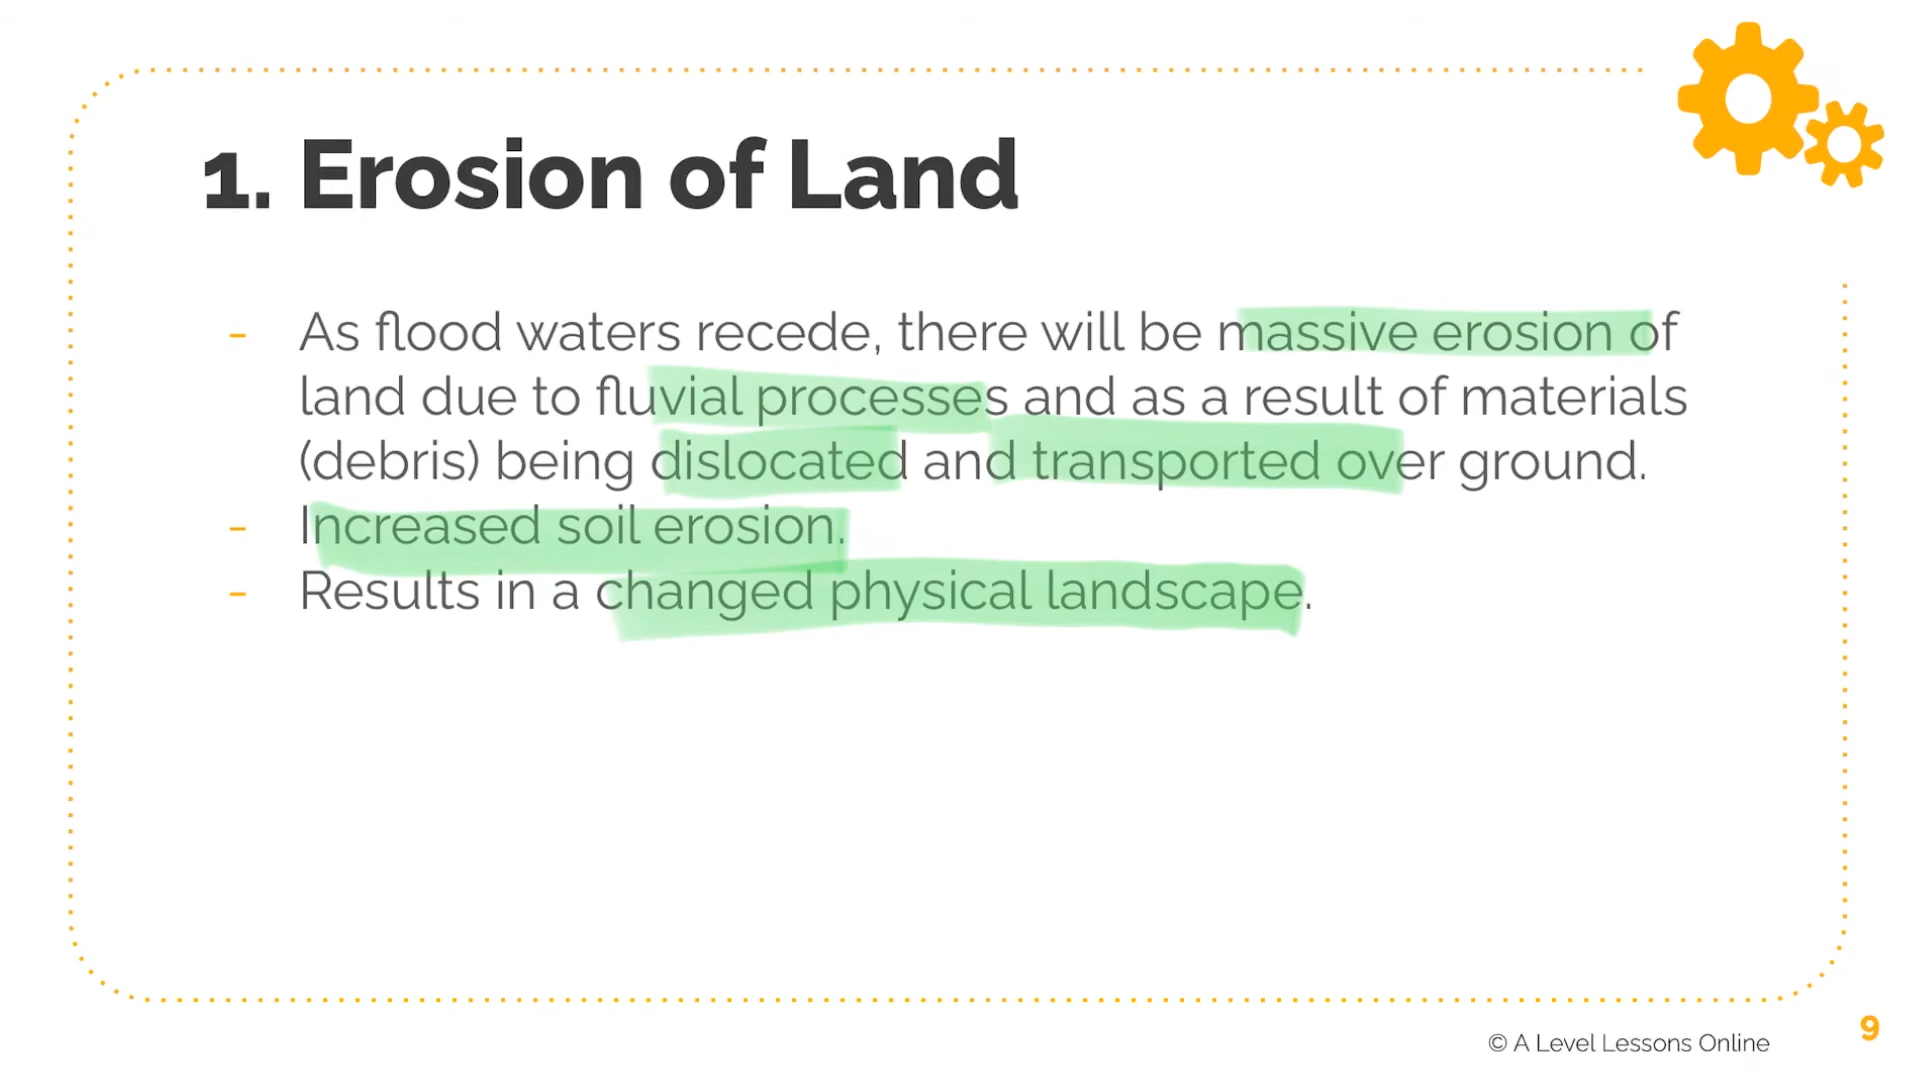 1. Erosion of Land
- As flood waters recede, there will be massive erosion of
land due to fluvial processes and as a result of materials
(debris) being dislocated and transported over ground.
- Increased soil erosion.
- Results in a changed physical landscape.
© A Level Lessons Online
9